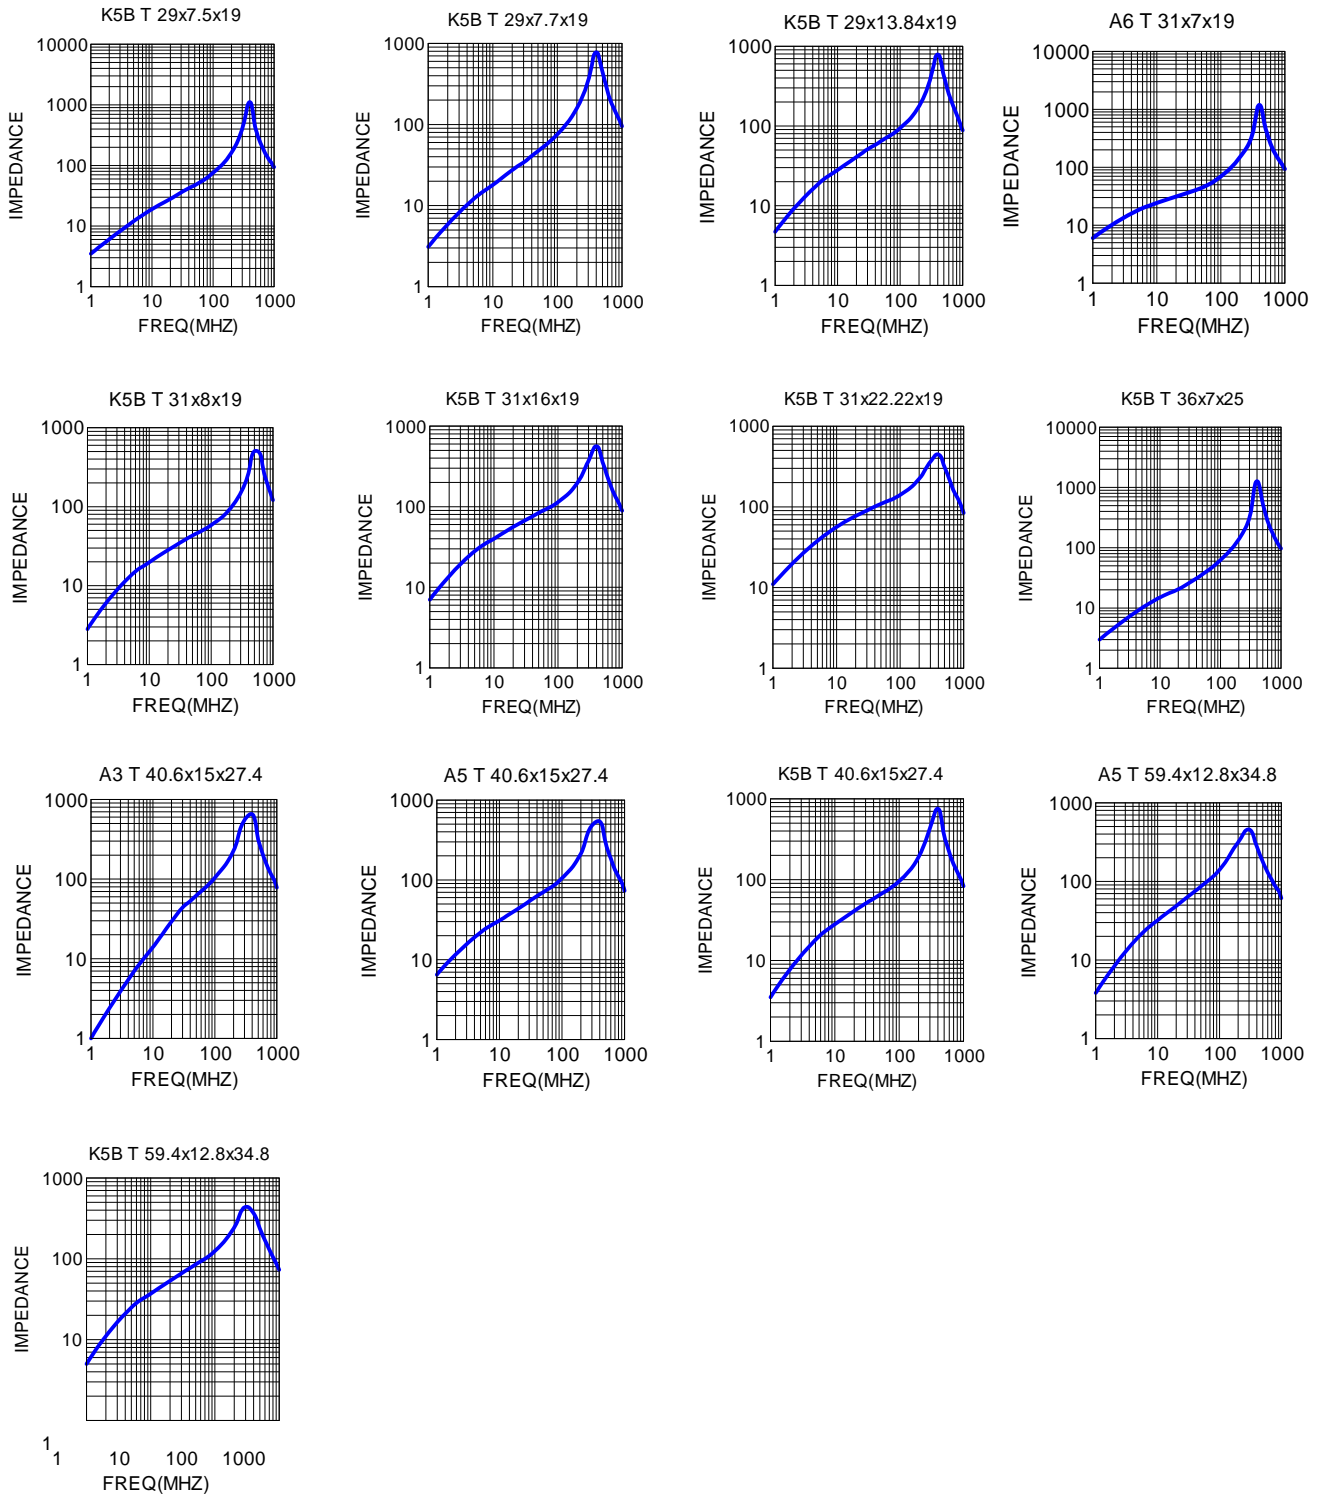 K5B T 29x7.5x19
10000
1000
100
10
1
1 10 100 1000
IMPEDANCE
FREQ(MHZ)
K5B T 29x7.7x19
1000
100
10
1
1 10 100 1000
IMPEDANCE
FREQ(MHZ)
K5B T 29x13.84x19
1000
100
10
1
1 10 100 1000
IMPEDANCE
FREQ(MHZ)
A6 T 31x7x19
10000
1000
100
10
1
1 10 100 1000
IMPEDANCE
FREQ(MHZ)
K5B T 31x8x19
1000
100
10
1
1 10 100 1000
IMPEDANCE
FREQ(MHZ)
K5B T 31x16x19
1000
100
10
1
1 10 100 1000
IMPEDANCE
FREQ(MHZ)
K5B T 31x22.22x19
1000
100
10
1
1 10 100 1000
IMPEDANCE
FREQ(MHZ)
K5B T 36x7x25
10000
1000
100
10
1
1 10 100 1000
IMPEDANCE
FREQ(MHZ)
A3 T 40.6x15x27.4
1000
100
10
1
1 10 100 1000
IMPEDANCE
FREQ(MHZ)
A5 T 40.6x15x27.4
1000
100
10
1
1 10 100 1000
IMPEDANCE
FREQ(MHZ)
K5B T 40.6x15x27.4
1000
100
10
1
1 10 100 1000
IMPEDANCE
FREQ(MHZ)
A5 T 59.4x12.8x34.8
1000
100
10
1
1 10 100 1000
IMPEDANCE
FREQ(MHZ)
K5B T 59.4x12.8x34.8
1000
100
10
1
1 10 100 1000
IMPEDANCE
FREQ(MHZ)